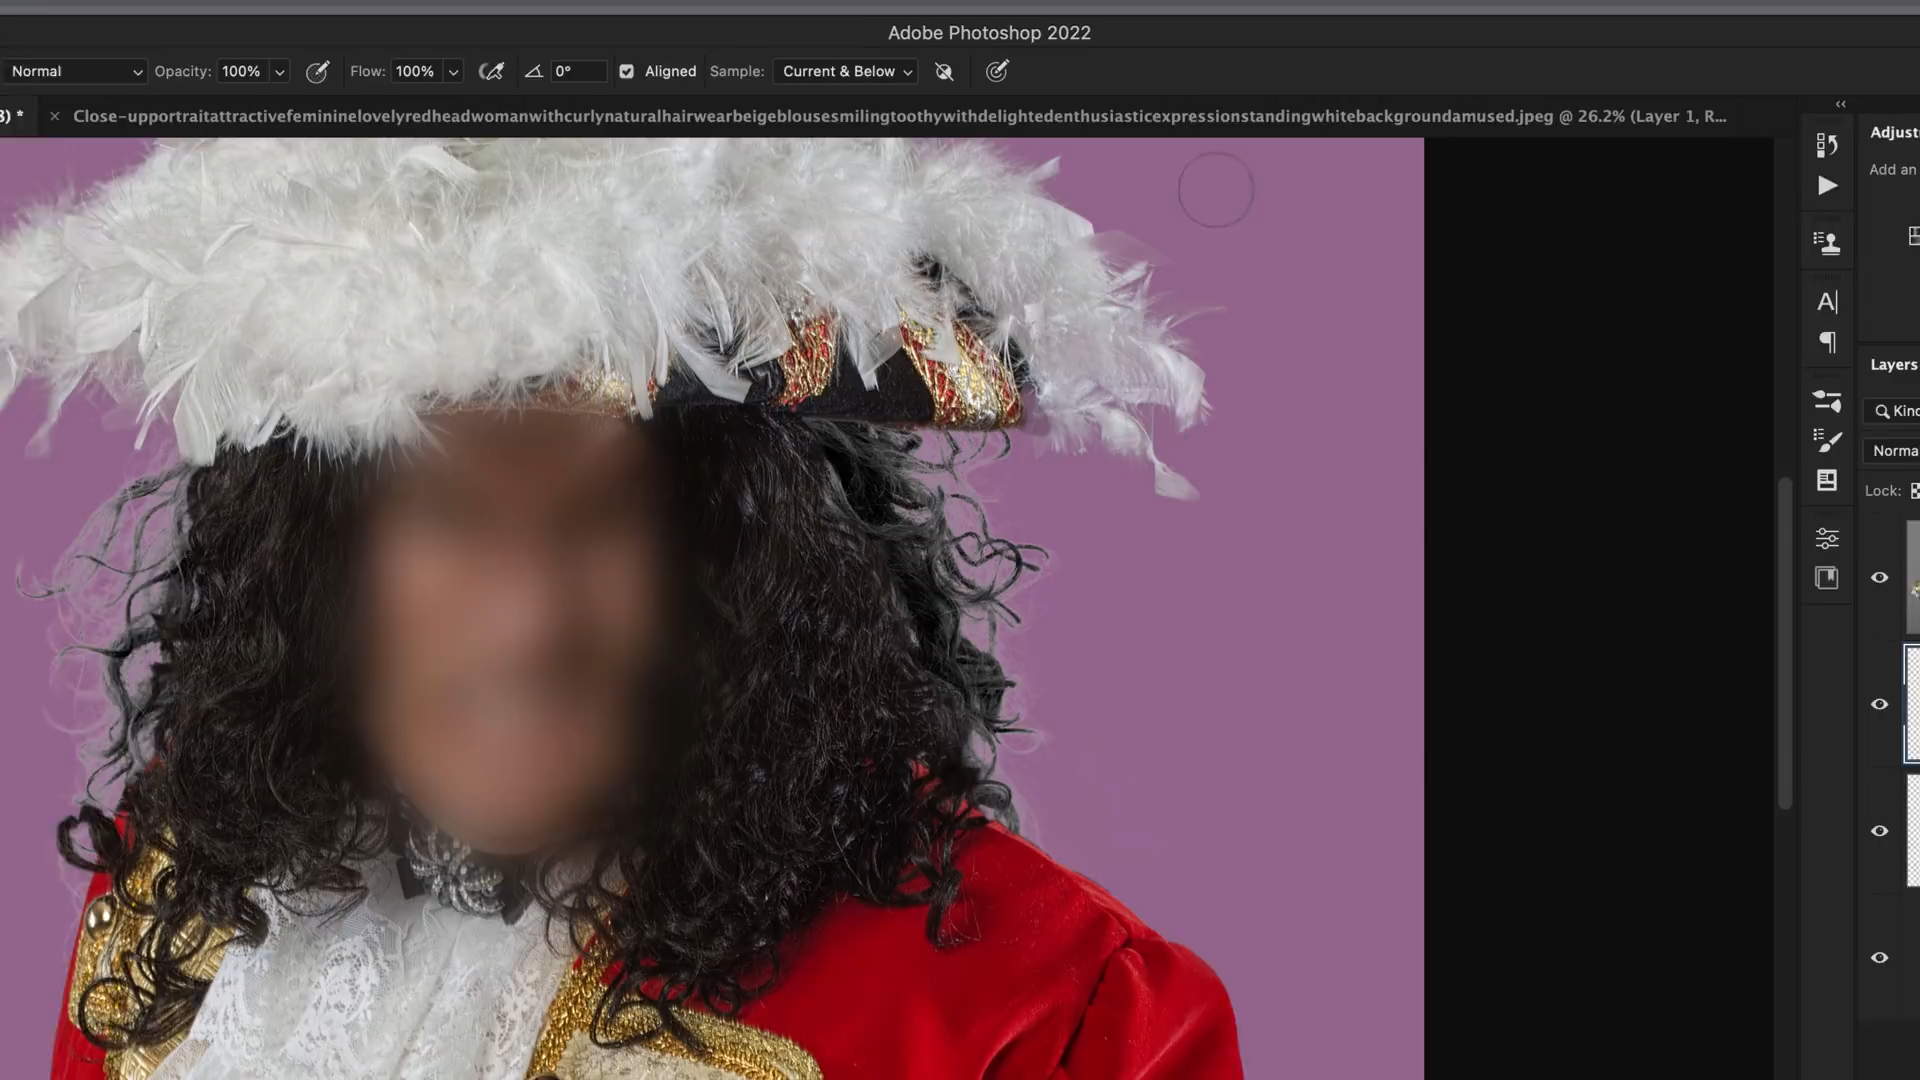 Adobe Photoshop 2022
Normal Opacity: 100% Flow: 100% 0° Aligned Sample: Current & Below
3) * × Close-upportraitattractivefemininelovelyredheadwomanwithcurlynaturalhairwearbeigeblousesmilingtoothywithdelightedenthusiasticexpressionstandingwhitebackgroundamused.jpeg @ 26.2% (Layer 1, R...
Adjust
Add an
Layers
Kind
Norma
Lock: